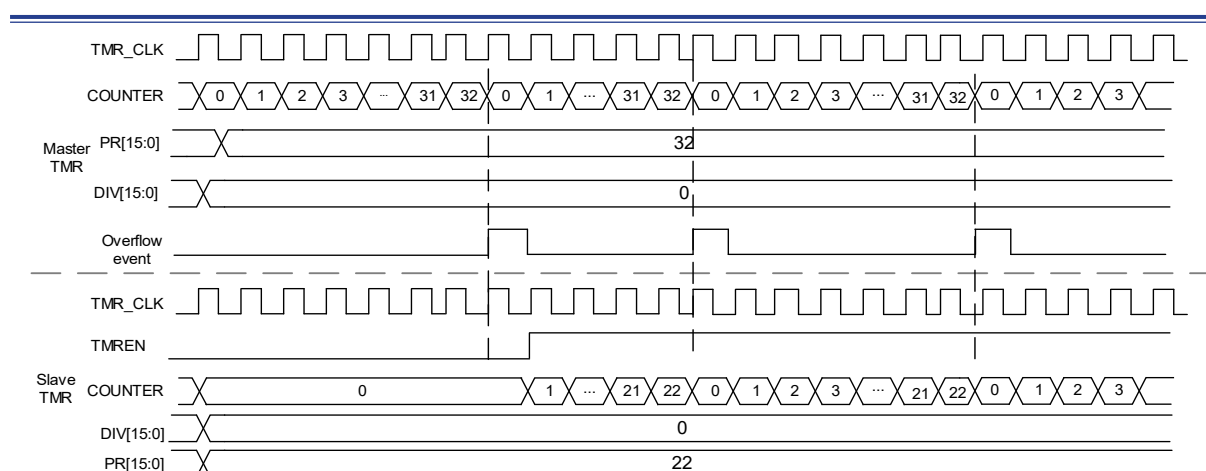 TMR_CLK
COUNTER 0 1 2 3 ... 31 32 0 1 ... 31 32 0 1 2 3 ... 31 32 0 1 2 3
Master TMR
PR[15:0] 32
DIV[15:0] 0
Overflow
event
TMR_CLK
TMREN
Slave
TMR
COUNTER 0 1 ... 21 22 0 1 2 3 ... 21 22 0 1 2 3
DIV[15:0] 0
PR[15:0] 22